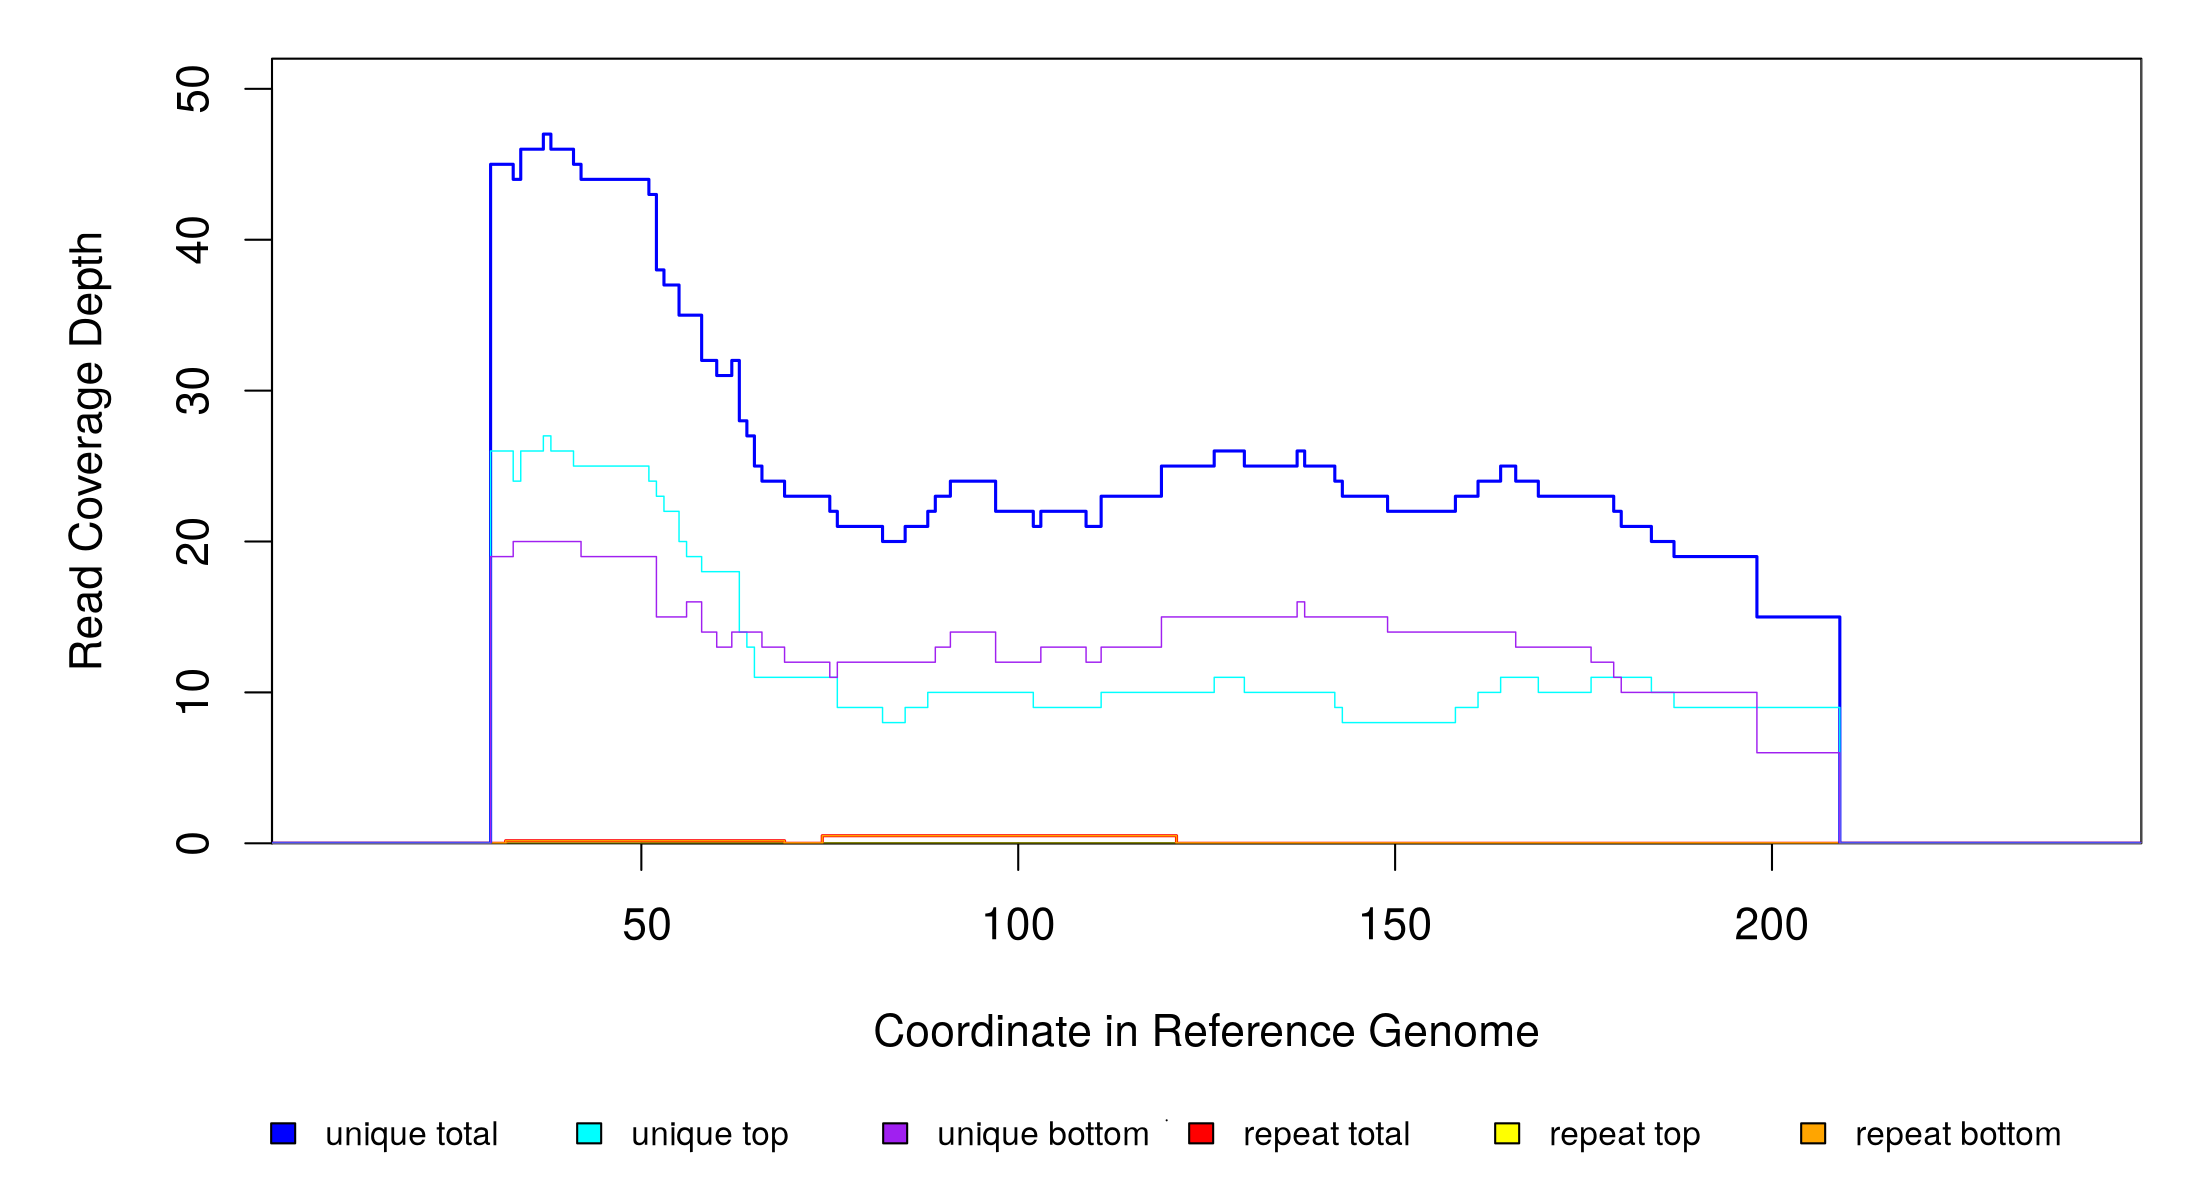 50
40
30
20
10
0
Read Coverage Depth
50 100 150 200
Coordinate in Reference Genome
unique total unique top unique bottom repeat total repeat top repeat bottom